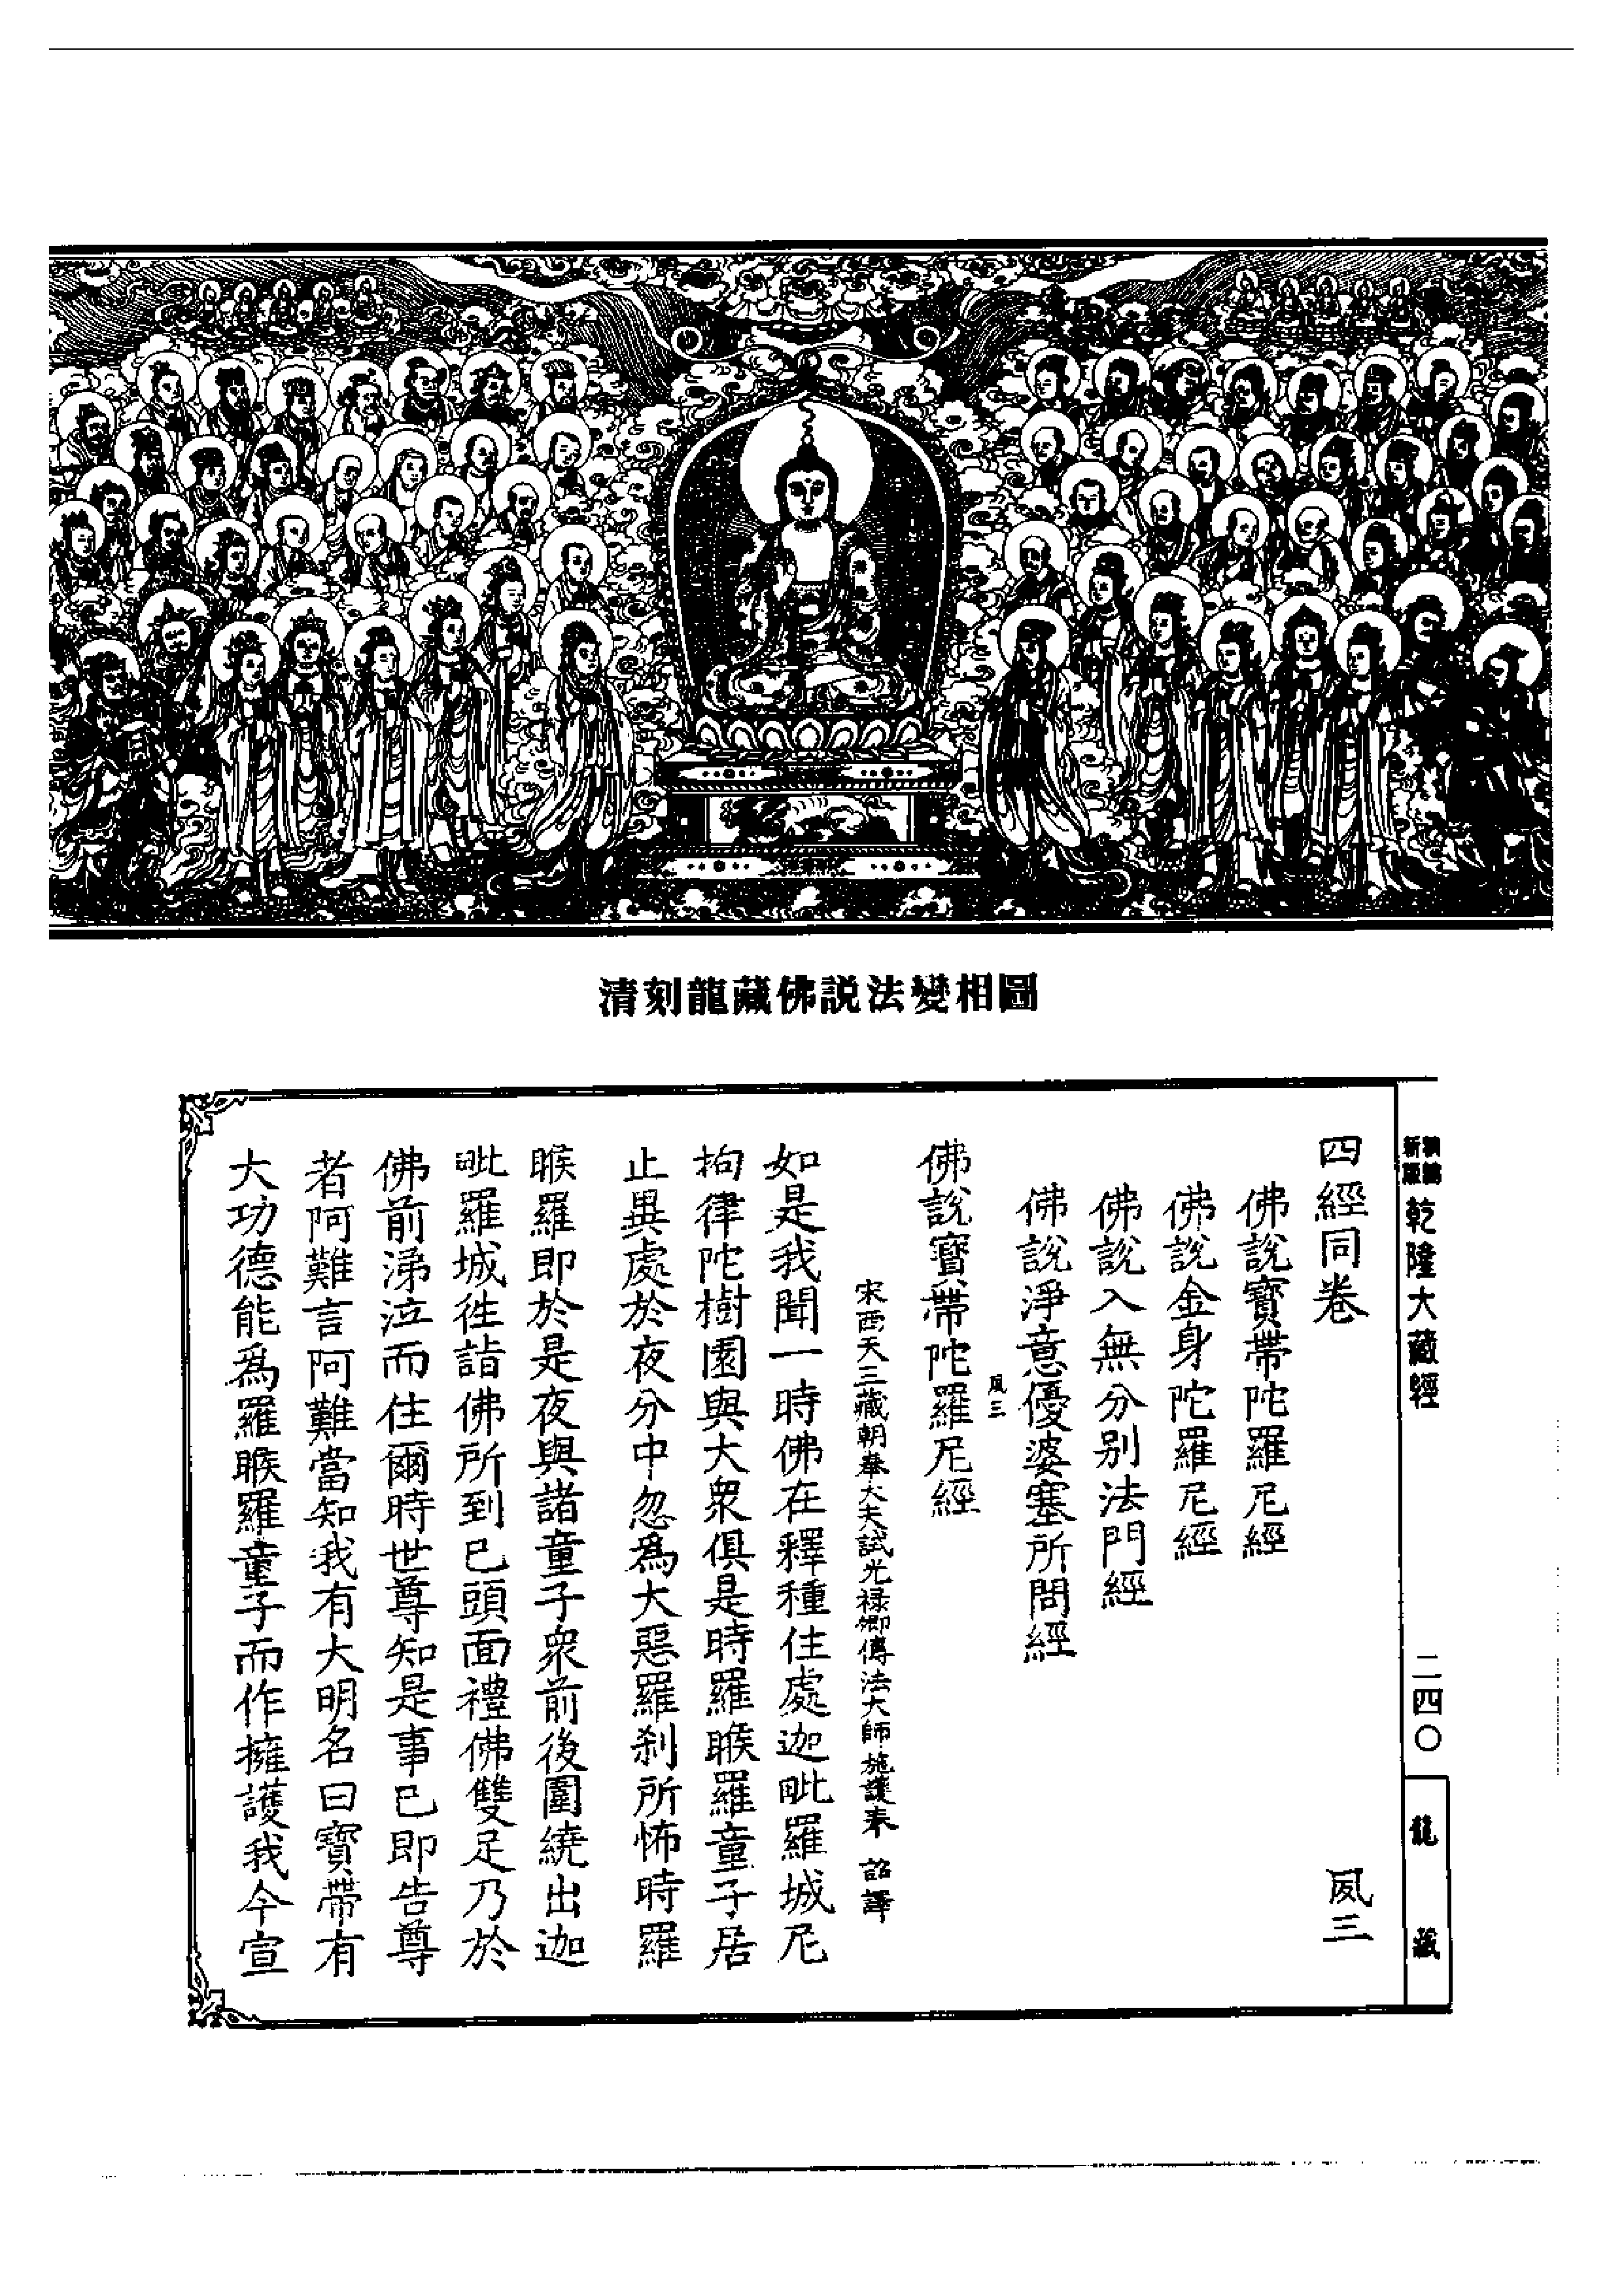 清刻龍藏佛説法變相圖
新編縮版
乾隆大藏經
二四〇
龍藏
四經同卷 夙三
佛說寶帶陀羅尼經
佛說金身陀羅尼經
佛說入無分別法門經
佛說淨意優婆塞所問經
夙三
佛說寶帶陀羅尼經
宋西天三藏朝奉大夫試光祿卿傳法大師施護奉 詔譯
如是我聞一時佛在釋種住處迦毗羅城尼
拘律陀樹園與大衆俱是時羅睺羅童子居
止異處於夜分中忽爲大惡羅剎所怖時羅
睺羅即於是夜與諸童子衆前後圍繞出迦
毗羅城徃詣佛所到已頭面禮佛雙足乃於
佛前涕泣而住爾時世尊知是事已即告尊
者阿難言阿難當知我有大明名曰寶帶有
大功德能爲羅睺羅童子而作擁護我今宣